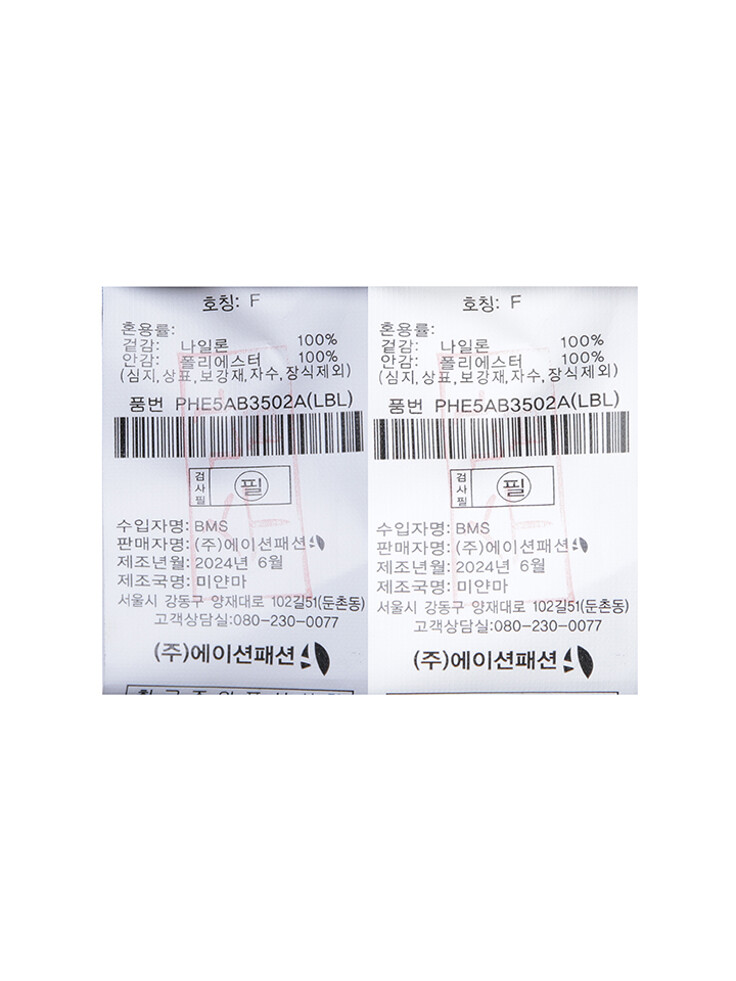 호칭: F
혼용률:
겉감: 나일론 100%
안감: 폴리에스터 100%
(심지,상표,보강재,자수,장식제외)
품번 PHE5AB3502A(LBL)
검사필 필
수입자명: BMS
판매자명: (주)에이션패션
제조년월: 2024년 6월
제조국명: 미얀마
서울시 강동구 양재대로 102길51(둔촌동)
고객상담실:080-230-0077
(주)에이션패션
호칭: F
혼용률:
겉감: 나일론 100%
안감: 폴리에스터 100%
(심지,상표,보강재,자수,장식제외)
품번 PHE5AB3502A(LBL)
검사필 필
수입자명: BMS
판매자명: (주)에이션패션
제조년월: 2024년 6월
제조국명: 미얀마
서울시 강동구 양재대로 102길51(둔촌동)
고객상담실:080-230-0077
(주)에이션패션